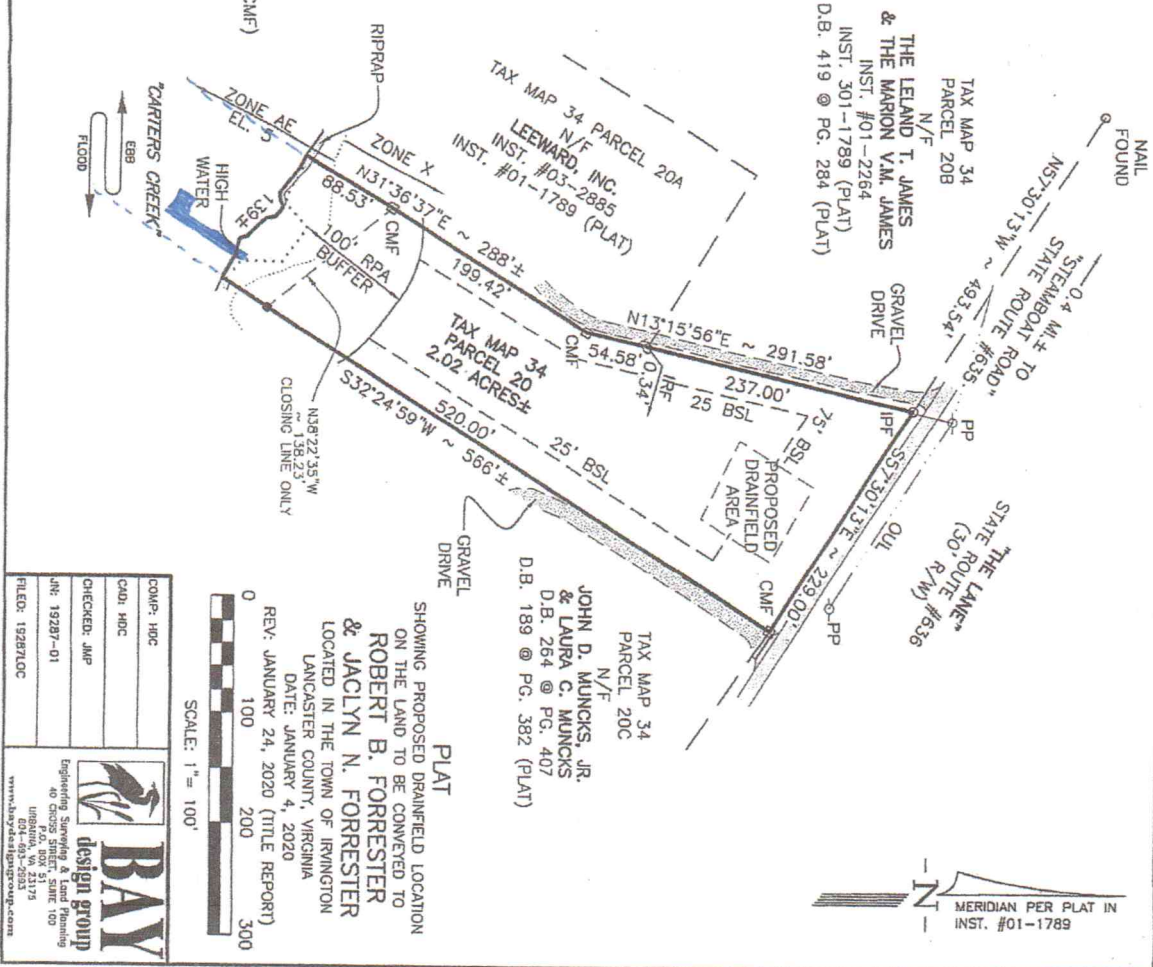 NAIL
FOUND
N57°30'13"W ~ 493.54'
0.4 MI.± TO
"STEAMBOAT ROAD"
STATE ROUTE #635.
TAX MAP 34
PARCEL 20B
N/F
THE LELAND T. JAMES
& THE MARION V.M. JAMES
INST. #01-2264
INST. 301-1789 (PLAT)
D.B. 419 @ PG. 284 (PLAT)
"THE LANE"
STATE ROUTE #636
(30' R/W)
PP
OUL
PP
IPF
S57°30'13"E ~ 229.00'
CMF
GRAVEL
DRIVE
TAX MAP 34 PARCEL 20A
N/F
LEEWARD, INC.
INST. #03-2885
INST. #01-1789 (PLAT)
N13°15'56"E ~ 291.58'
237.00'
54.58'
0.34'
IRF
CMF
25 BSL
75' BSL
PROPOSED
DRAINFIELD
AREA
CMF)
RIPRAP
ZONE AE
EL. 5
ZONE X
N31°36'37"E ~ 288'±
88.53'
CMF
199.42'
100' RPA
BUFFER
139±
HIGH
WATER
"CARTERS CREEK"
EBB
FLOOD
TAX MAP 34
PARCEL 20
2.02 ACRES±
25' BSL
520.00'
S32°24'59"W ~ 566'±
N38°22'35"W
~ 138.23'
CLOSING LINE ONLY
GRAVEL
DRIVE
TAX MAP 34
PARCEL 20C
N/F
JOHN D. MUNCKS, JR.
& LAURA C. MUNCKS
D.B. 264 @ PG. 407
D.B. 189 @ PG. 382 (PLAT)
N
MERIDIAN PER PLAT IN
INST. #01-1789
PLAT
SHOWING PROPOSED DRAINFIELD LOCATION
ON THE LAND TO BE CONVEYED TO
ROBERT B. FORRESTER
& JACLYN N. FORRESTER
LOCATED IN THE TOWN OF IRVINGTON
LANCASTER COUNTY, VIRGINIA
DATE: JANUARY 4, 2020
REV: JANUARY 24, 2020 (TITLE REPORT)
0 100 200 300
SCALE: 1"= 100'
COMP: HDC
CAD: HDC
CHECKED: JMP
JN: 19287-01
FILED: 19287LOC
BAY
design group
Engineering Surveying & Land Planning
40 CROSS STREET, SUITE 100
P.O. BOX 51
URBANNA, VA 23175
804-693-2993
www.baydesigngroup.com